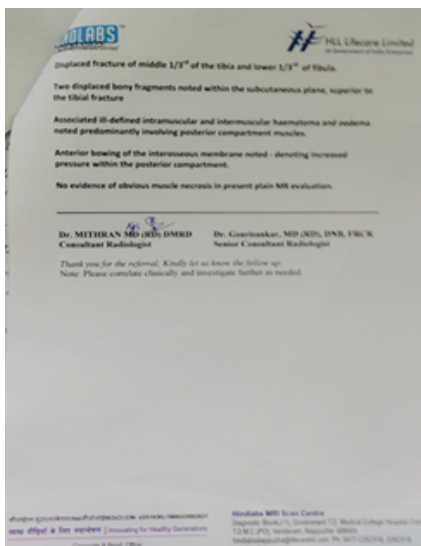 HLL Lifecare Limited
Displaced fracture of middle 1/3rd of the tibia and lower 1/3rd of fibula.
Two displaced bony fragments noted within the subcutaneous plane, superior to
the tibial fracture
Associated ill-defined intramuscular and intermuscular haematoma and oedema
noted predominantly involving posterior compartment muscles.
Anterior bowing of the interosseous membrane noted - denoting increased
pressure within the posterior compartment.
No evidence of obvious muscle necrosis in present plain MR evaluation.
Dr. MITHRAN MD (RD) DMRD
Consultant Radiologist
Dr. Gourisankar, MD (RD), DNB, FRCR
Senior Consultant Radiologist
Thank you for the referral. Kindly let us know the follow up.
Note: Please correlate clinically and investigate further as needed.
Innovating for Healthy Generations
Hindlabs MRI Scan Centre